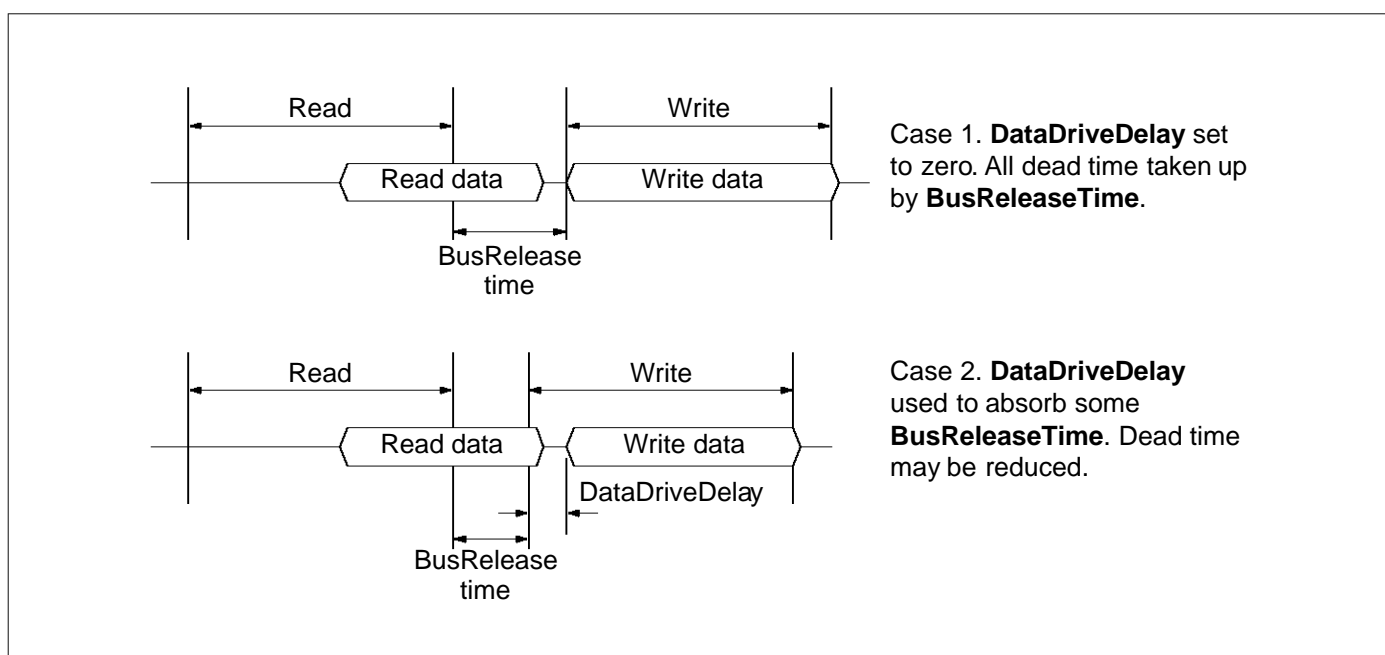 Read
Write
Read data
Write data
BusRelease
time
Case 1. DataDriveDelay set
to zero. All dead time taken up
by BusReleaseTime.
Read
Write
Read data
Write data
DataDriveDelay
BusRelease
time
Case 2. DataDriveDelay
used to absorb some
BusReleaseTime. Dead time
may be reduced.